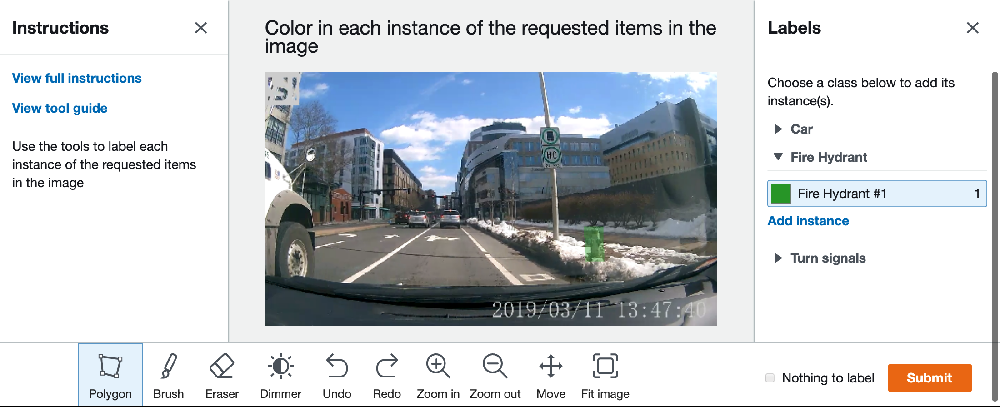 Instructions
View full instructions
View tool guide
Use the tools to label each
instance of the requested items
in the image
Color in each instance of the requested items in the
image
HC
2019/03/11 13:47:40
Labels
Choose a class below to add its
instance(s).
Car
Fire Hydrant
Fire Hydrant #1 1
Add instance
Turn signals
Polygon
Brush
Eraser
Dimmer
Undo
Redo
Zoom in
Zoom out
Move
Fit image
Nothing to label
Submit